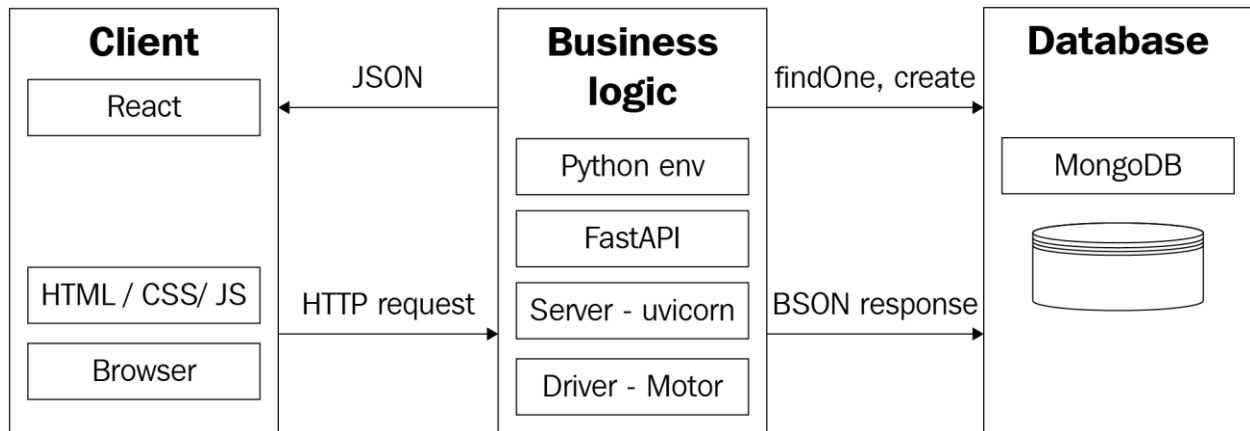 Client
React
HTML / CSS/ JS
Browser
JSON
HTTP request
Business
logic
Python env
FastAPI
Server - uvicorn
Driver - Motor
findOne, create
BSON response
Database
MongoDB